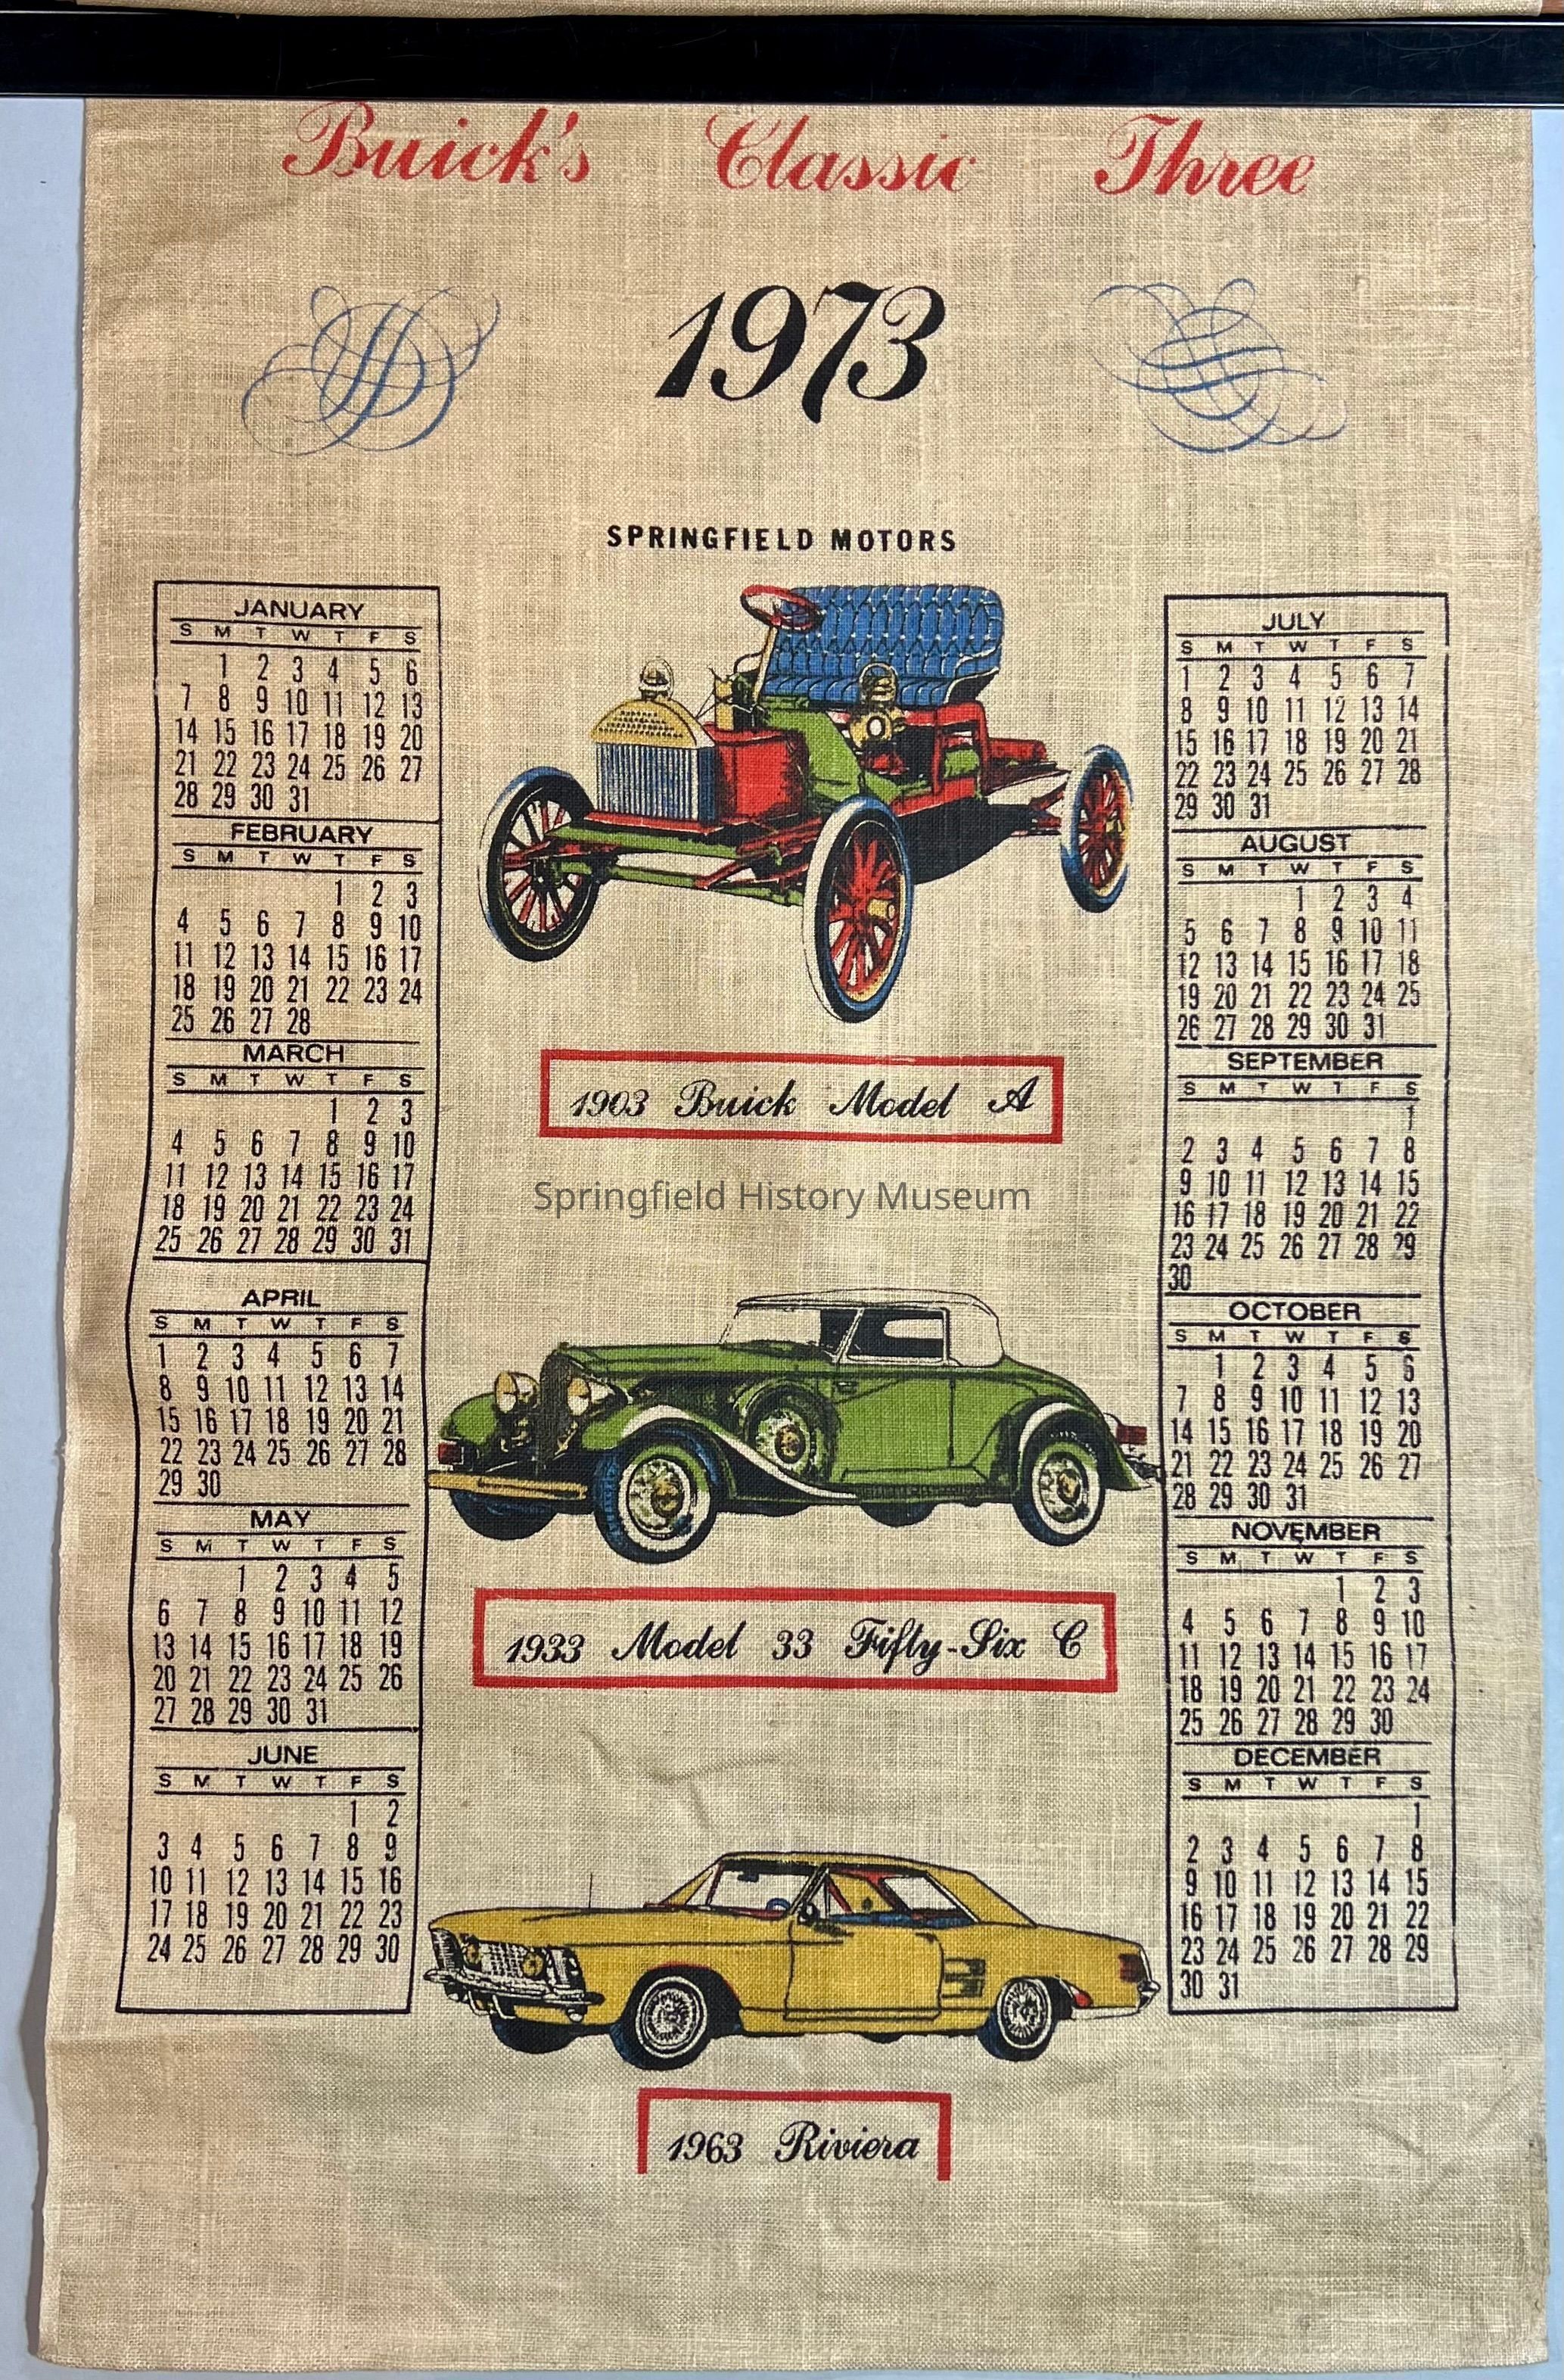 Buick's Classic Three
1973
SPRINGFIELD MOTORS
JANUARY
S M T W T F S
1 2 3 4 5 6
7 8 9 10 11 12 13
14 15 16 17 18 19 20
21 22 23 24 25 26 27
28 29 30 31
FEBRUARY
S M T W T F S
1 2 3
4 5 6 7 8 9 10
11 12 13 14 15 16 17
18 19 20 21 22 23 24
25 26 27 28
MARCH
S M T W T F S
1 2 3
4 5 6 7 8 9 10
11 12 13 14 15 16 17
18 19 20 21 22 23 24
25 26 27 28 29 30 31
APRIL
S M T W T F S
1 2 3 4 5 6 7
8 9 10 11 12 13 14
15 16 17 18 19 20 21
22 23 24 25 26 27 28
29 30
MAY
S M T W T F S
1 2 3 4 5
6 7 8 9 10 11 12
13 14 15 16 17 18 19
20 21 22 23 24 25 26
27 28 29 30 31
JUNE
S M T W T F S
1 2
3 4 5 6 7 8 9
10 11 12 13 14 15 16
17 18 19 20 21 22 23
24 25 26 27 28 29 30
1903 Buick Model A
Springfield History Museum
1933 Model 33 Fifty-Six C
1963 Riviera
JULY
S M T W T F S
1 2 3 4 5 6 7
8 9 10 11 12 13 14
15 16 17 18 19 20 21
22 23 24 25 26 27 28
29 30 31
AUGUST
S M T W T F S
1 2 3 4
5 6 7 8 9 10 11
12 13 14 15 16 17 18
19 20 21 22 23 24 25
26 27 28 29 30 31
SEPTEMBER
S M T W T F S
1
2 3 4 5 6 7 8
9 10 11 12 13 14 15
16 17 18 19 20 21 22
23 24 25 26 27 28 29
30
OCTOBER
S M T W T F S
1 2 3 4 5 6
7 8 9 10 11 12 13
14 15 16 17 18 19 20
21 22 23 24 25 26 27
28 29 30 31
NOVEMBER
S M T W T F S
1 2 3
4 5 6 7 8 9 10
11 12 13 14 15 16 17
18 19 20 21 22 23 24
25 26 27 28 29 30
DECEMBER
S M T W T F S
1
2 3 4 5 6 7 8
9 10 11 12 13 14 15
16 17 18 19 20 21 22
23 24 25 26 27 28 29
30 31